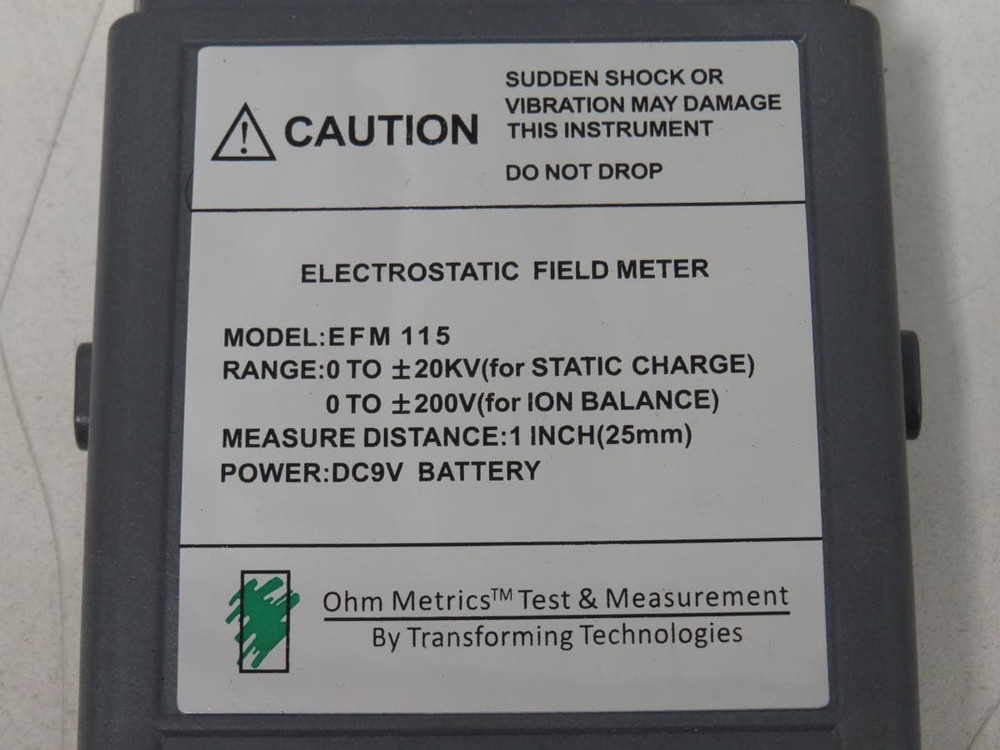 CAUTION
SUDDEN SHOCK OR
VIBRATION MAY DAMAGE
THIS INSTRUMENT
DO NOT DROP
ELECTROSTATIC FIELD METER
MODEL:EFM 115
RANGE:0 TO ±20KV(for STATIC CHARGE)
0 TO ±200V(for ION BALANCE)
MEASURE DISTANCE:1 INCH(25mm)
POWER:DC9V BATTERY
Ohm Metrics™ Test & Measurement
By Transforming Technologies